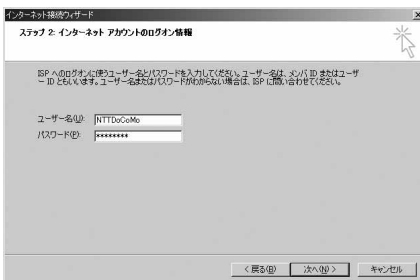 インターネット接続ウィザード
ステップ 2: インターネット アカウントのログオン情報
ISP へのログオンに使うユーザー名とパスワードを入力してください。ユーザー名は、メンバ ID またはユーザ
ー ID ともいいます。ユーザー名またはパスワードがわからない場合は、ISP に問い合わせてください。
ユーザー名(U): NTTDoCoMo
パスワード(P): ********
< 戻る(B) 次へ(N) > キャンセル